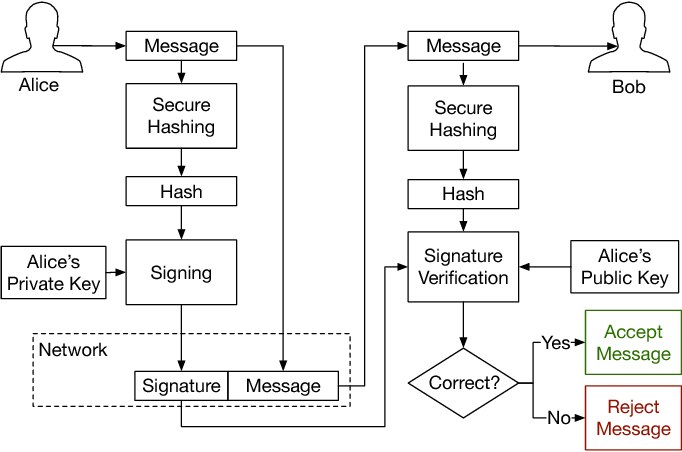 Alice
Message
Secure
Hashing
Hash
Alice's
Private Key
Signing
Network
Signature
Message
Message
Bob
Secure
Hashing
Hash
Signature
Verification
Alice's
Public Key
Correct?
Yes
Accept
Message
No
Reject
Message